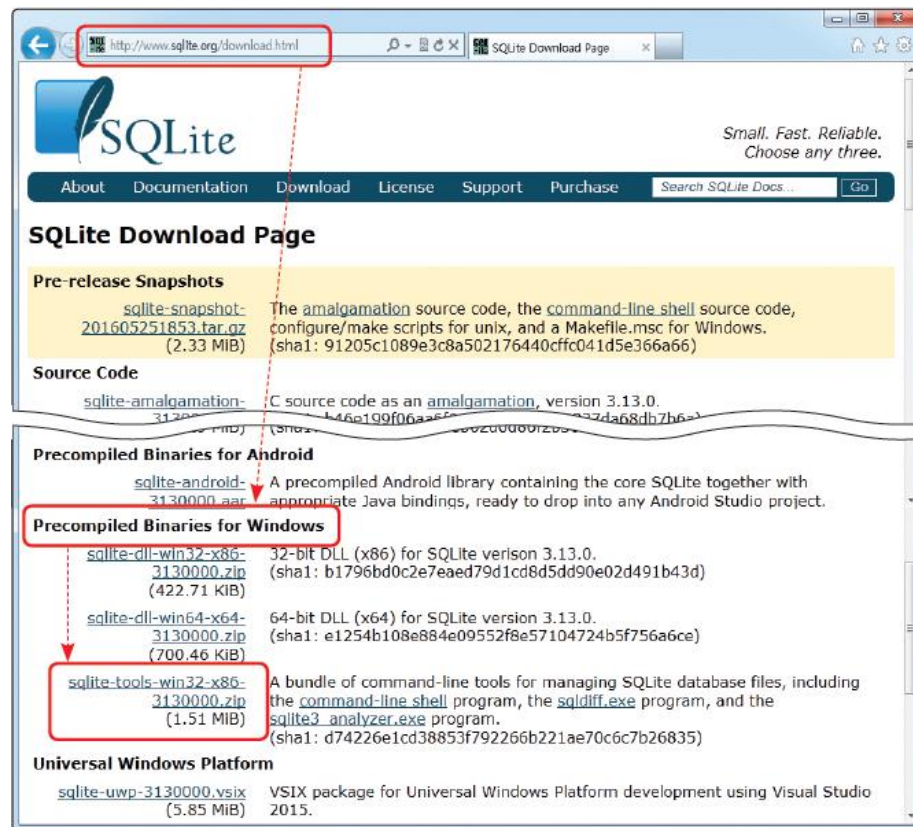 http://www.sqlite.org/download.html
SQLite Download Page
SQLite
Small. Fast. Reliable.
Choose any three.
About Documentation Download License Support Purchase Search SQLite Docs... Go
SQLite Download Page
Pre-release Snapshots
sqlite-snapshot- The amalgamation source code, the command-line shell source code,
201605251853.tar.gz configure/make scripts for unix, and a Makefile.msc for Windows.
(2.33 MiB) (sha1: 91205c1089e3c8a502176440cffc041d5e366a66)
Source Code
sqlite-amalgamation- C source code as an amalgamation, version 3.13.0.
Precompiled Binaries for Android
sqlite-android- A precompiled Android library containing the core SQLite together with
3130000.aar appropriate Java bindings, ready to drop into any Android Studio project.
Precompiled Binaries for Windows
sqlite-dll-win32-x86- 32-bit DLL (x86) for SQLite verison 3.13.0.
3130000.zip (sha1: b1796bd0c2e7eaed79d1cd8d5dd90e02d491b43d)
(422.71 KiB)
sqlite-dll-win64-x64- 64-bit DLL (x64) for SQLite version 3.13.0.
3130000.zip (sha1: e1254b108e884e09552f8e57104724b5f756a6ce)
(700.46 KiB)
sqlite-tools-win32-x86- A bundle of command-line tools for managing SQLite database files, including
3130000.zip the command-line shell program, the sqldiff.exe program, and the
(1.51 MiB) sqlite3_analyzer.exe program.
(sha1: d74226e1cd38853f792266b221ae70c6c7b26835)
Universal Windows Platform
sqlite-uwp-3130000.vsix VSIX package for Universal Windows Platform development using Visual Studio
(5.85 MiB) 2015.